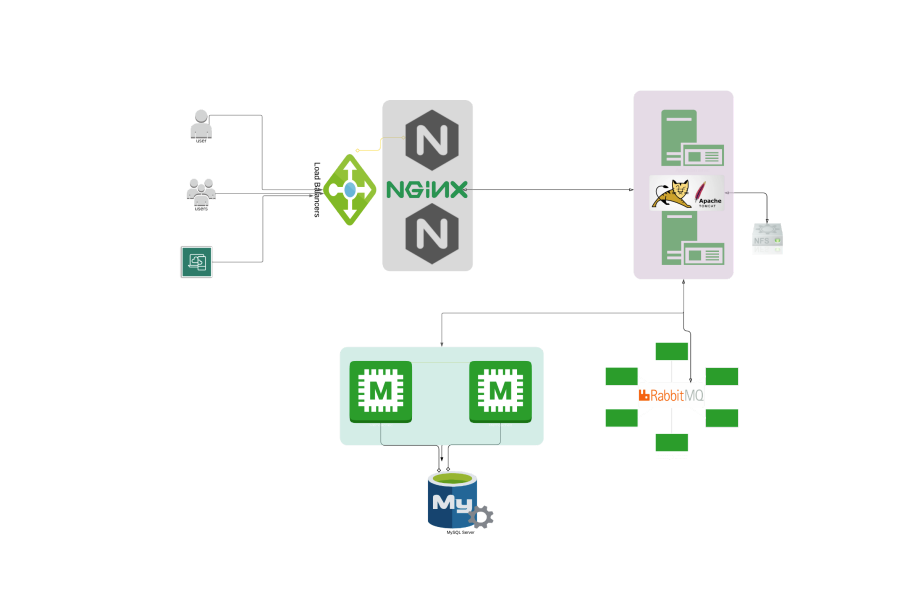 user
users
Load Balancers
N
NGINX
N
Apache
TOMCAT
NFS
M
M
RabbitMQ
My
MySQL Server